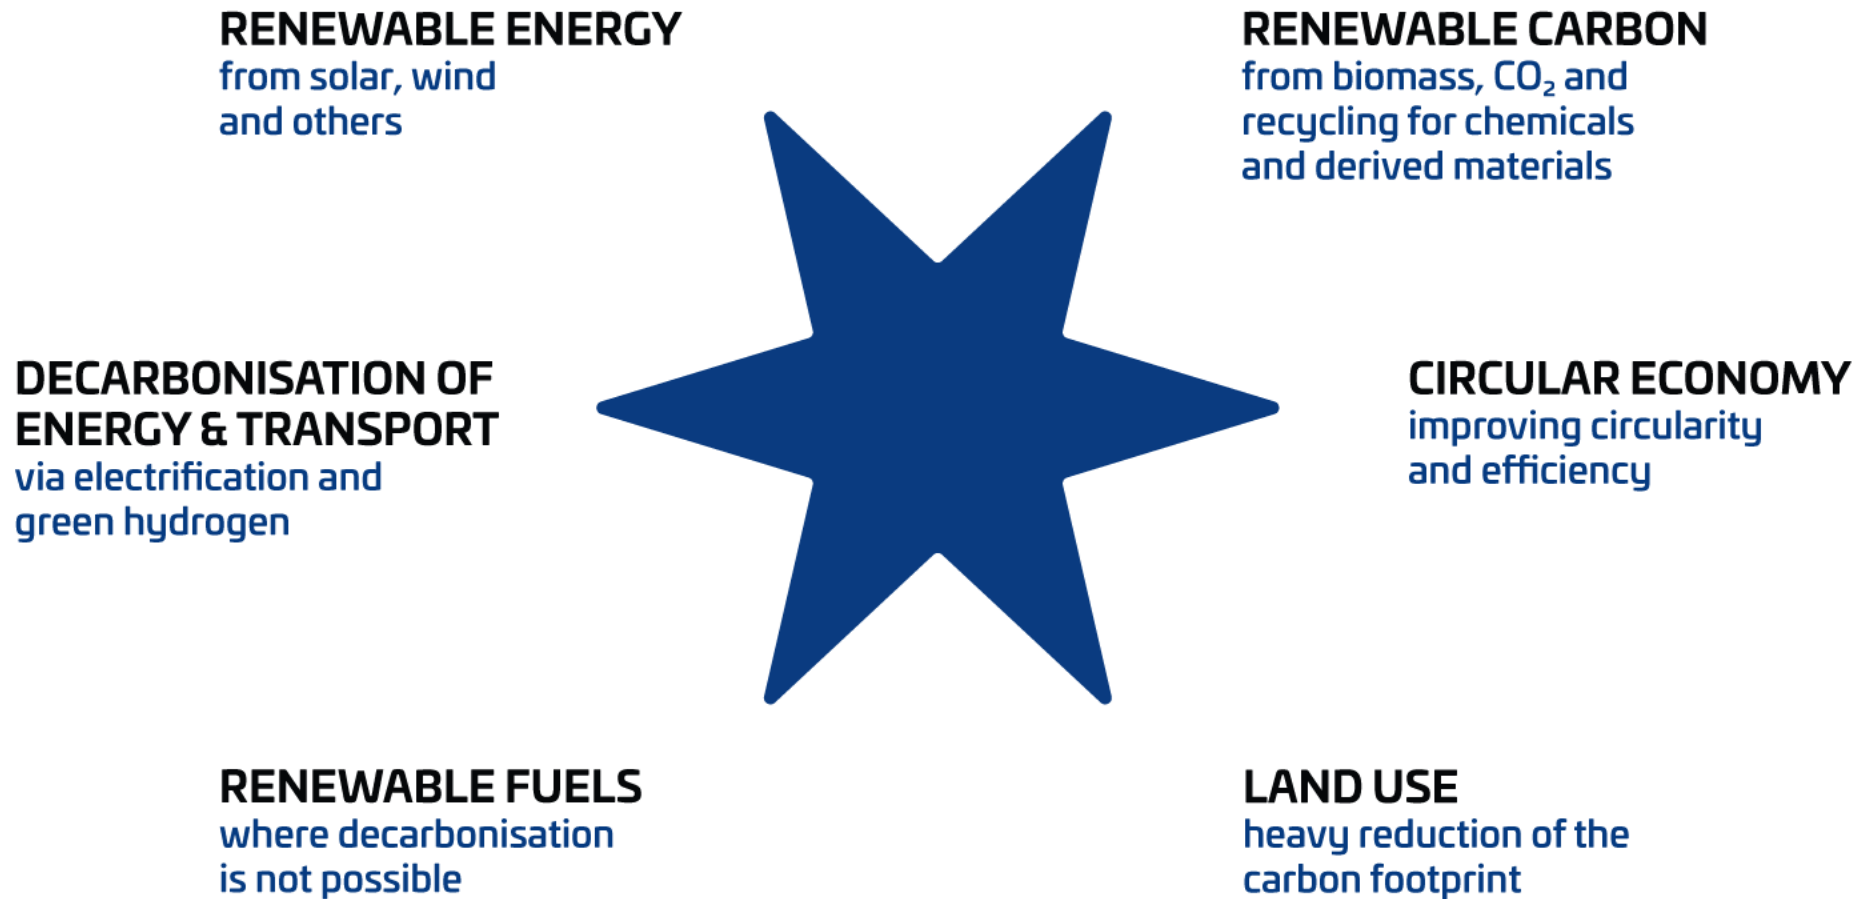 RENEWABLE ENERGY
from solar, wind
and others
RENEWABLE CARBON
from biomass, CO₂ and
recycling for chemicals
and derived materials
DECARBONISATION OF
ENERGY & TRANSPORT
via electrification and
green hydrogen
CIRCULAR ECONOMY
improving circularity
and efficiency
RENEWABLE FUELS
where decarbonisation
is not possible
LAND USE
heavy reduction of the
carbon footprint